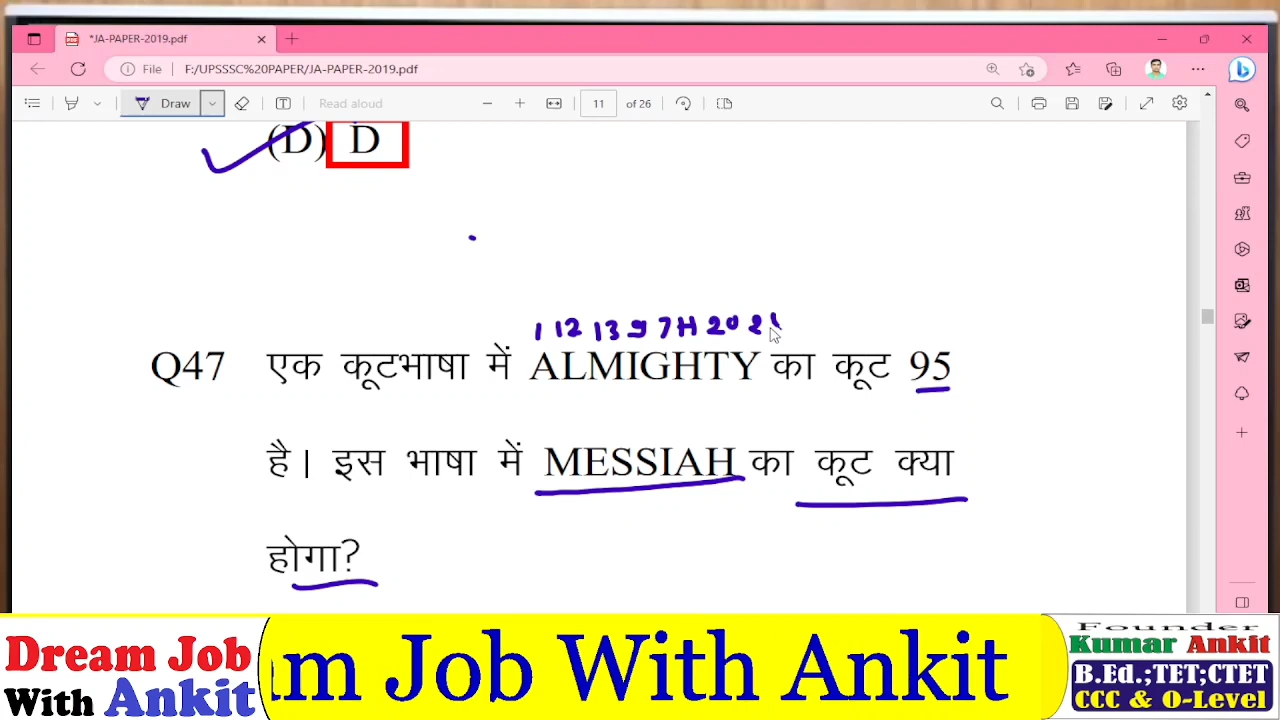 *JA-PAPER-2019.pdf
File F:/UPSSSC%20PAPER/JA-PAPER-2019.pdf
Draw Read aloud 11 of 26
(D) D
1 12 13 9 7 H 20 2
Q47 एक कूटभाषा में ALMIGHTY का कूट 95
है। इस भाषा में MESSIAH का कूट क्या
होगा?
Dream Job
With Ankit
m Job With Ankit
Founder
Kumar Ankit
B.Ed.;TET;CTET
CCC & O-Level